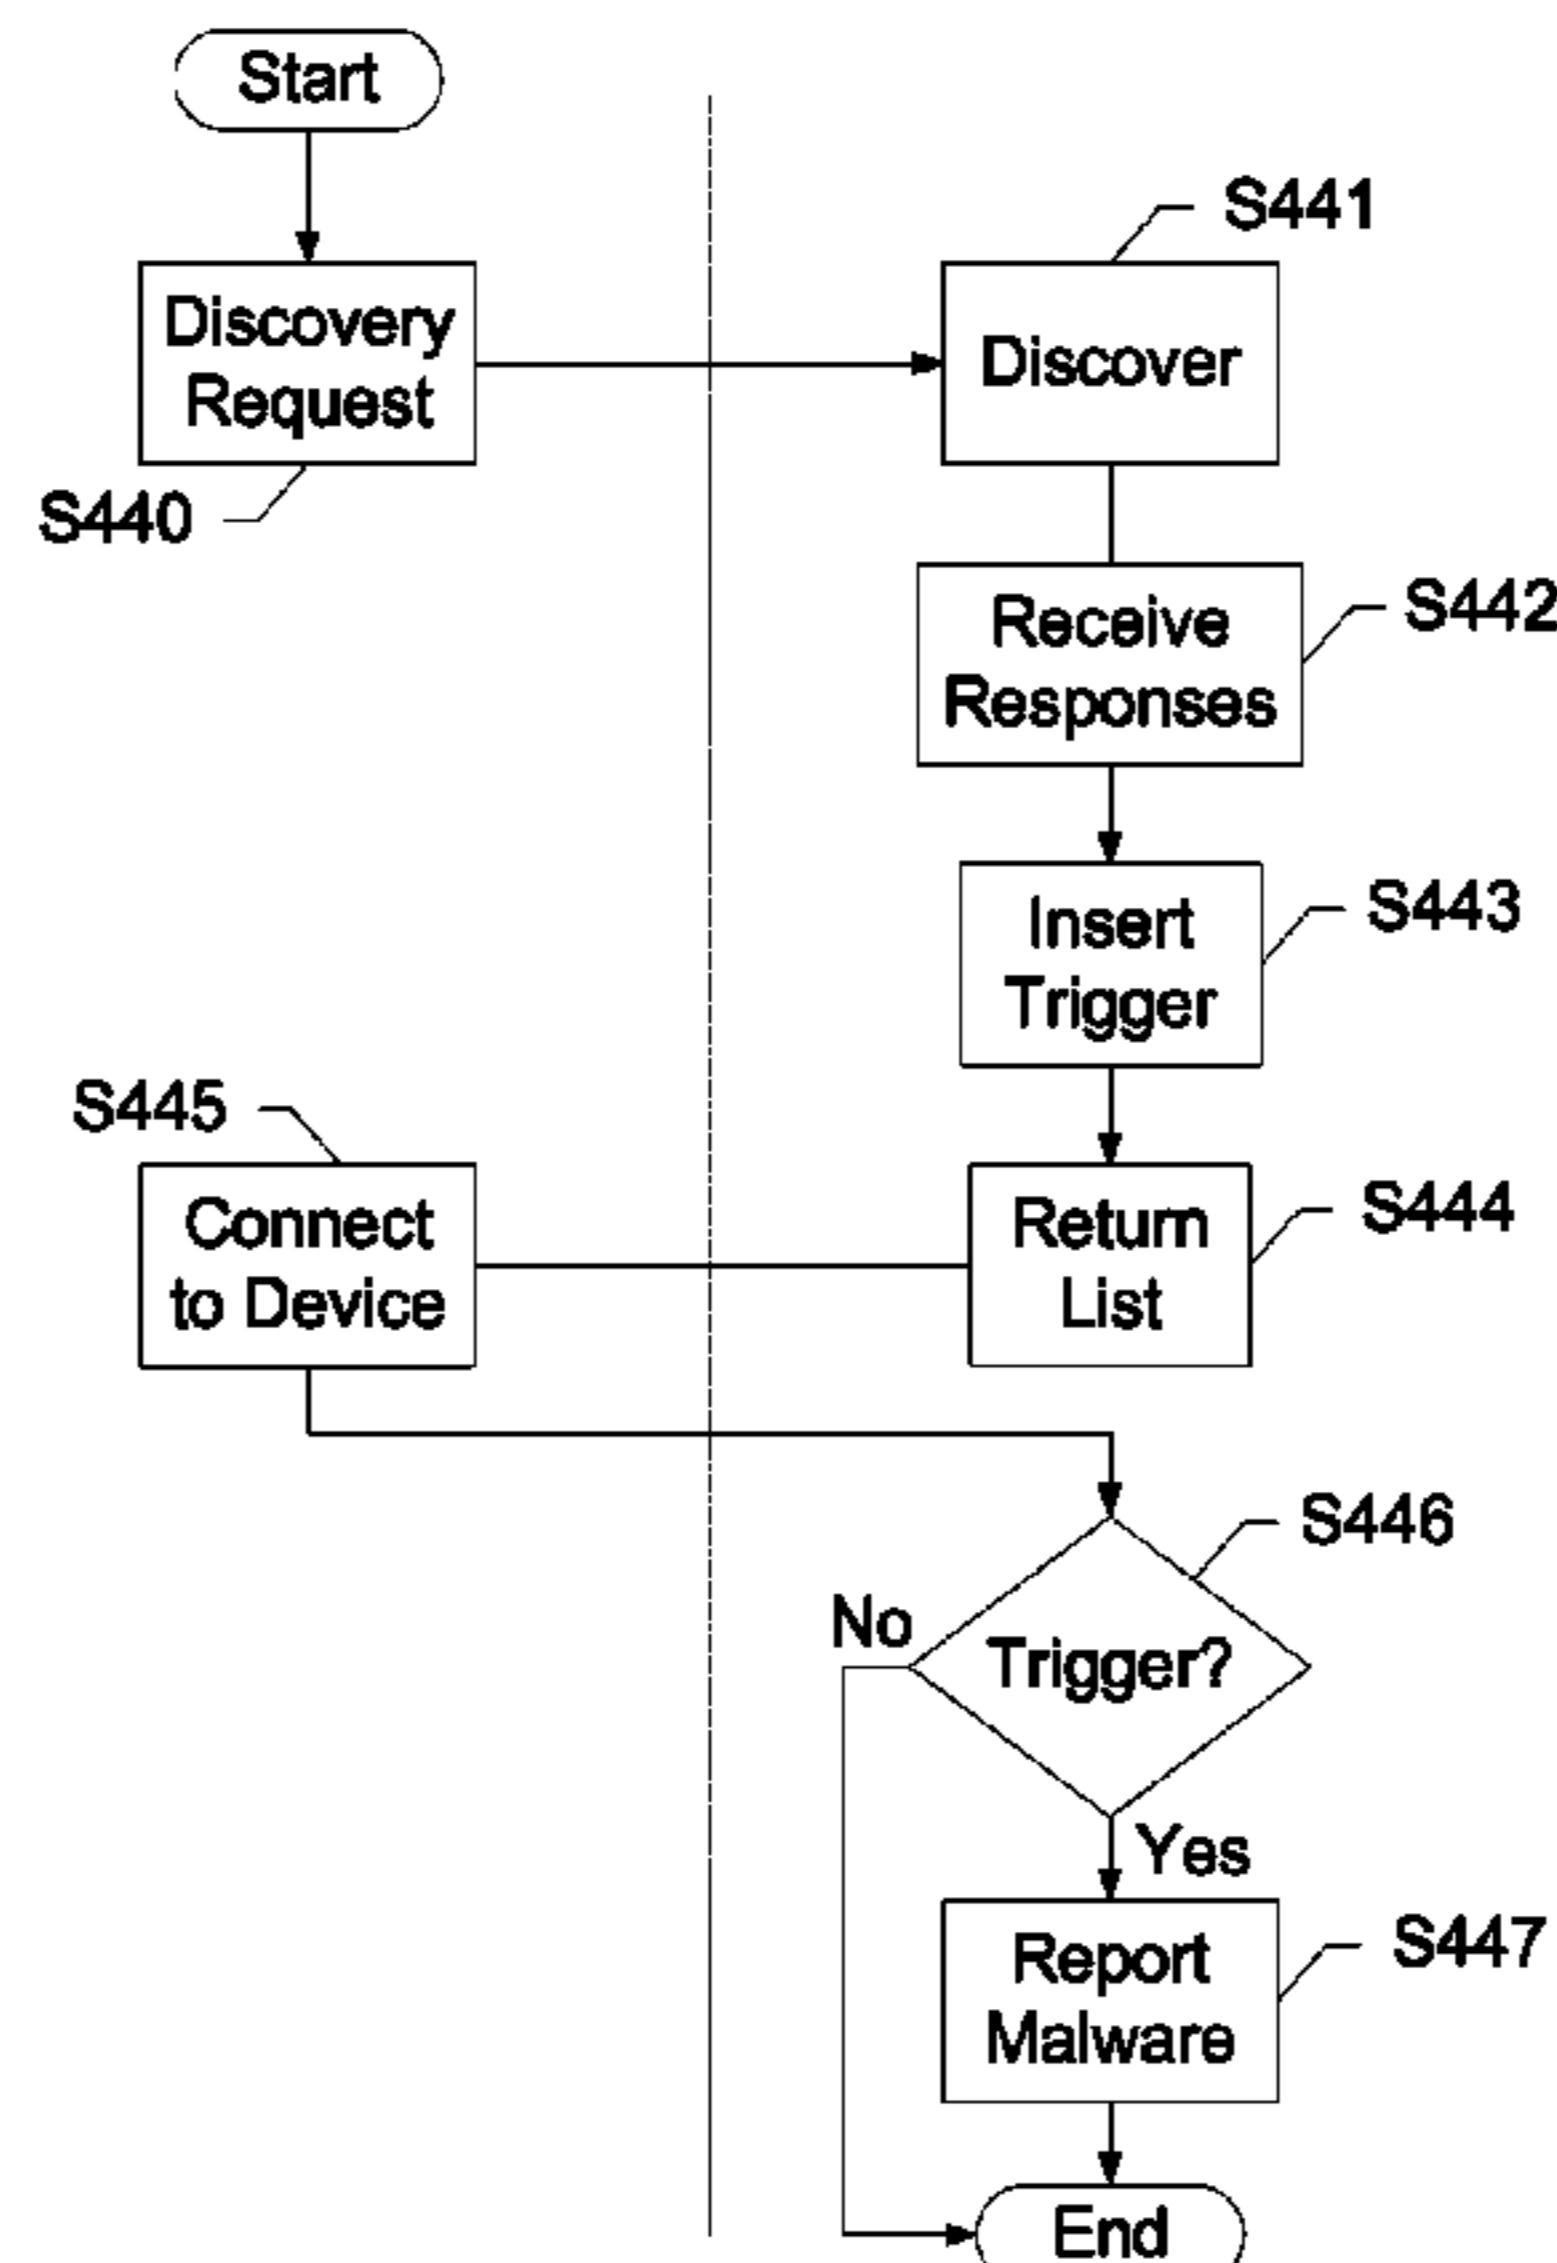 Start
S441
Discovery
Request
Discover
S440
Receive
Responses
S442
Insert
Trigger
S443
S445
Connect
to Device
Return
List
S444
S446
No
Trigger?
Yes
Report
Malware
S447
End